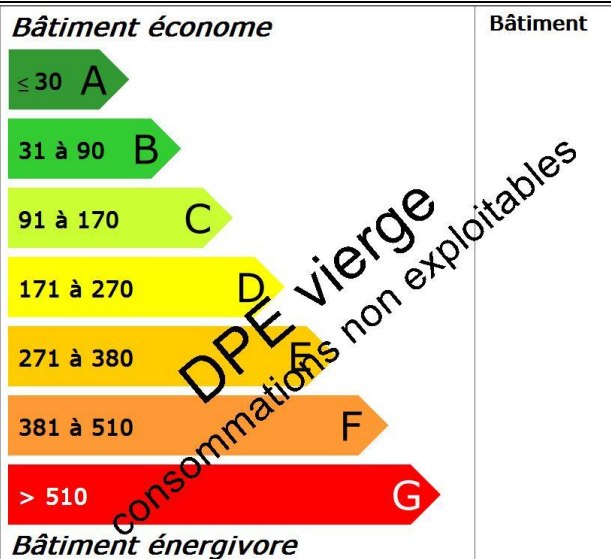 Bâtiment économe
Bâtiment
≤ 30 A
31 à 90 B
91 à 170 C
171 à 270 D
271 à 380 E
381 à 510 F
> 510 G
Bâtiment énergivore
DPE vierge
consommations non exploitables